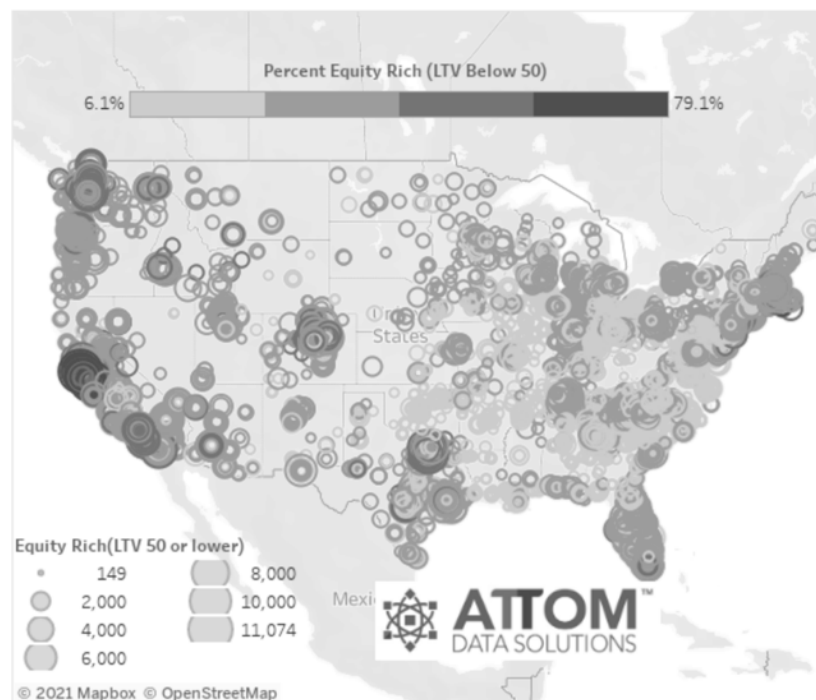 Percent Equity Rich (LTV Below 50)
6.1% 79.1%
States
Equity Rich(LTV 50 or lower)
149 8,000
2,000 10,000
4,000 11,074
6,000
ATTOM™
DATA SOLUTIONS
© 2021 Mapbox © OpenStreetMap